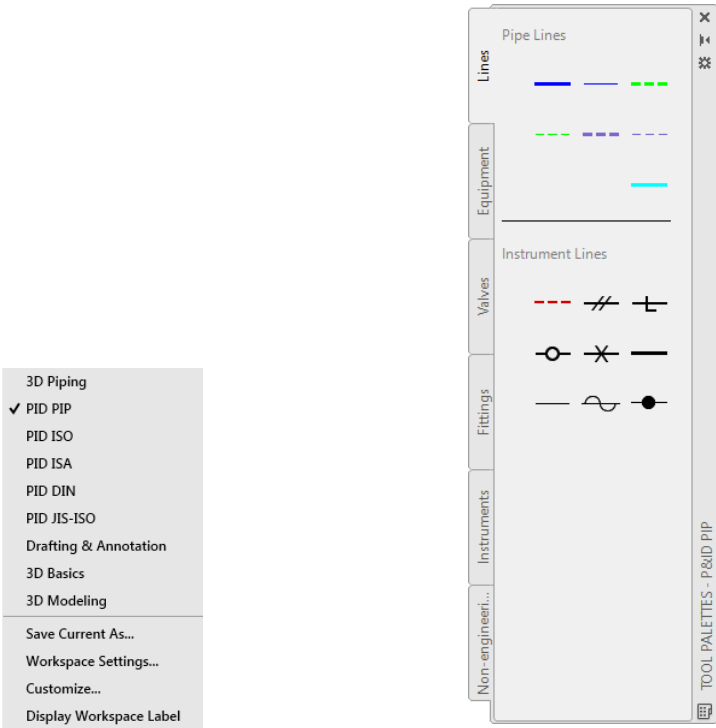 3D Piping
PID PIP
PID ISO
PID ISA
PID DIN
PID JIS-ISO
Drafting & Annotation
3D Basics
3D Modeling
Save Current As...
Workspace Settings...
Customize...
Display Workspace Label
Lines
Equipment
Valves
Fittings
Instruments
Non-engineeri...
Pipe Lines
Instrument Lines
TOOL PALETTES - P&ID PIP